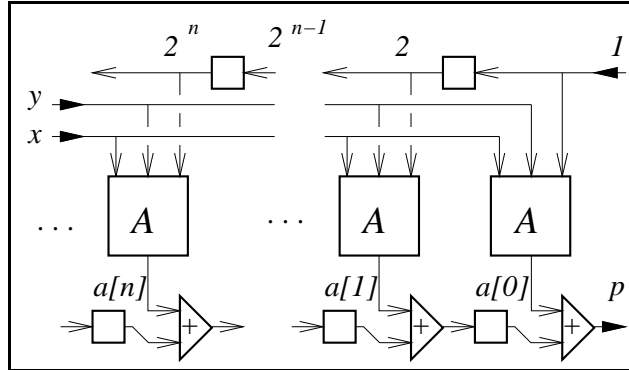 2^n 2^{n-1} 2 1
y
x
... A ... A A
a[n] a[1] a[0] p
+ + +